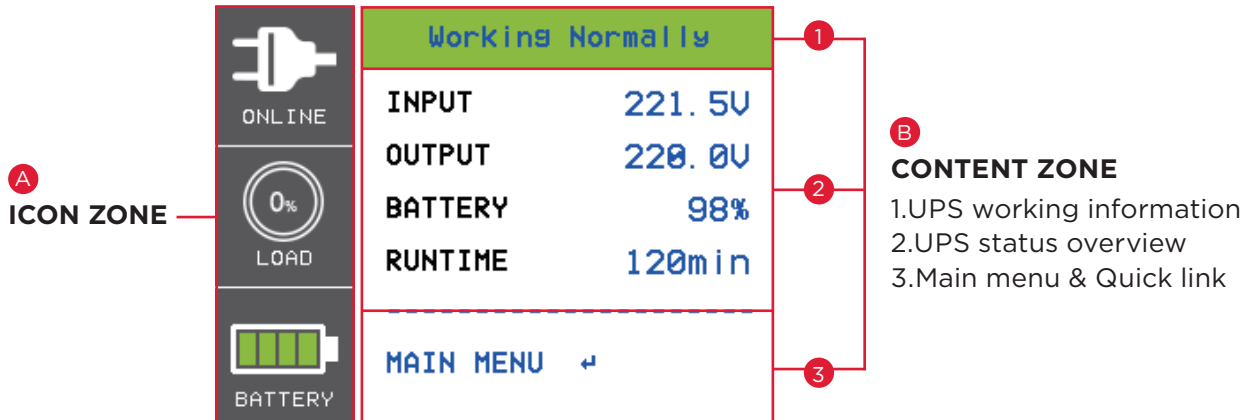 A
ICON ZONE
ONLINE
0%
LOAD
BATTERY
Working Normally
INPUT 221.5V
OUTPUT 220.0V
BATTERY 98%
RUNTIME 120min
MAIN MENU ↵
1
2
3
B
CONTENT ZONE
1.UPS working information
2.UPS status overview
3.Main menu & Quick link